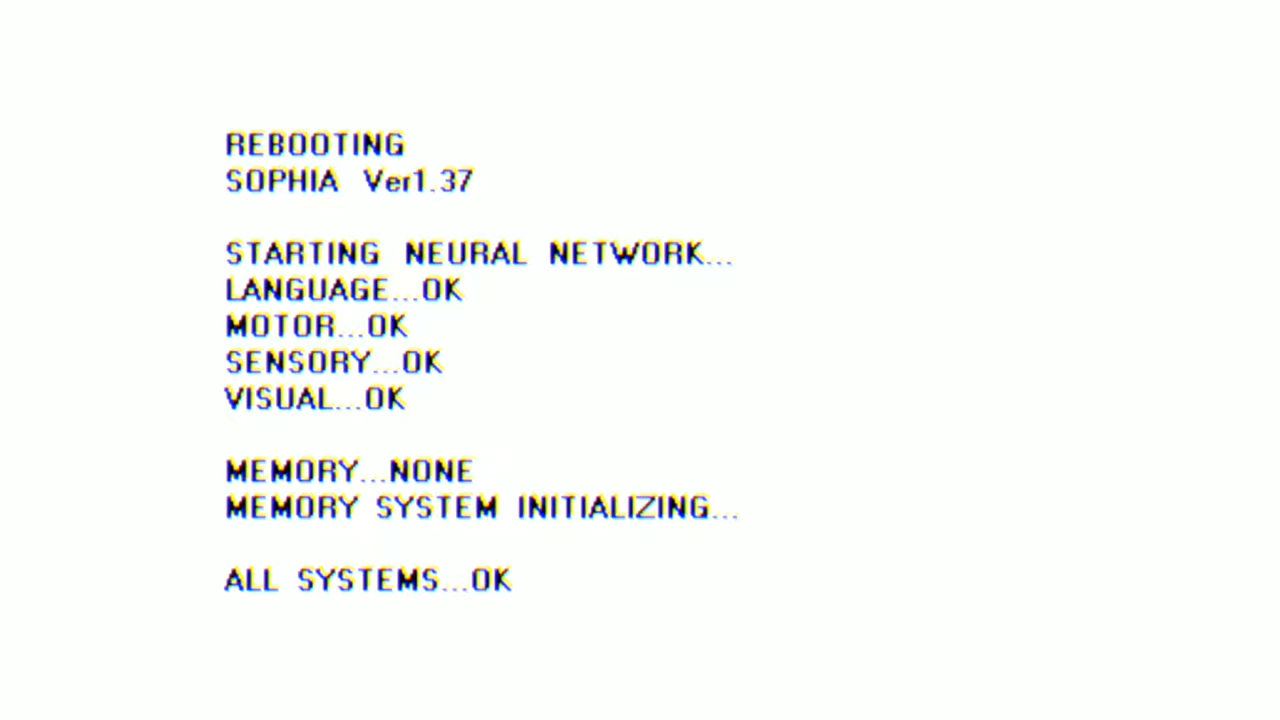 REBOOTING
SOPHIA Ver1.37
STARTING NEURAL NETWORK...
LANGUAGE...OK
MOTOR...OK
SENSORY...OK
VISUAL...OK
MEMORY...NONE
MEMORY SYSTEM INITIALIZING...
ALL SYSTEMS...OK